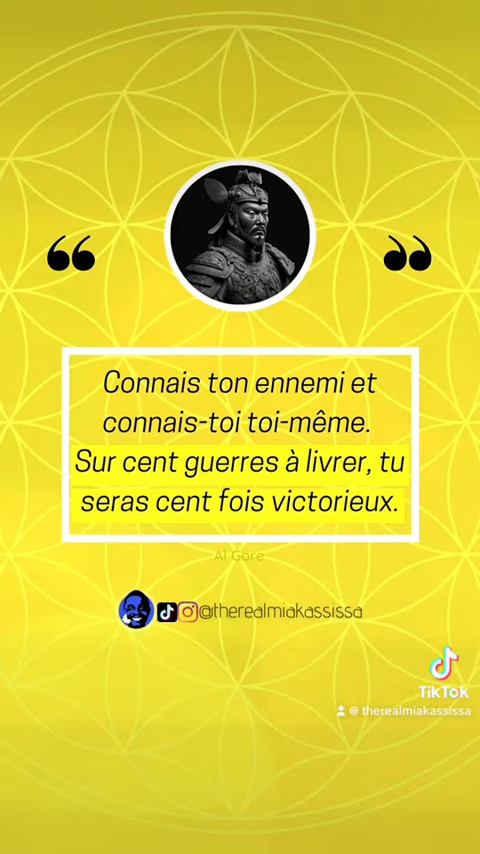 “
”
Connais ton ennemi et
connais-toi toi-même.
Sur cent guerres à livrer, tu
seras cent fois victorieux.
Al Gore
@therealmiakassissa
TikTok
@ therealmiakassissa